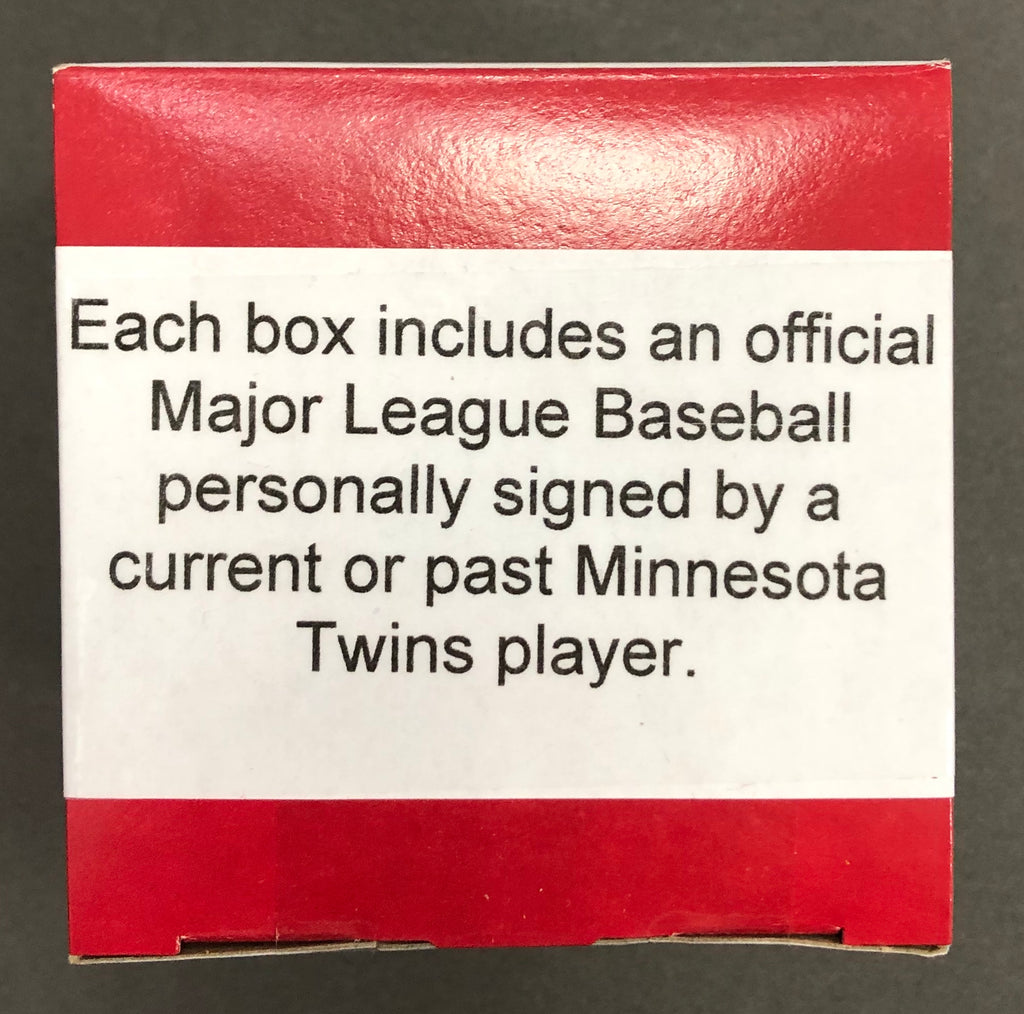 Each box includes an official
Major League Baseball
personally signed by a
current or past Minnesota
Twins player.